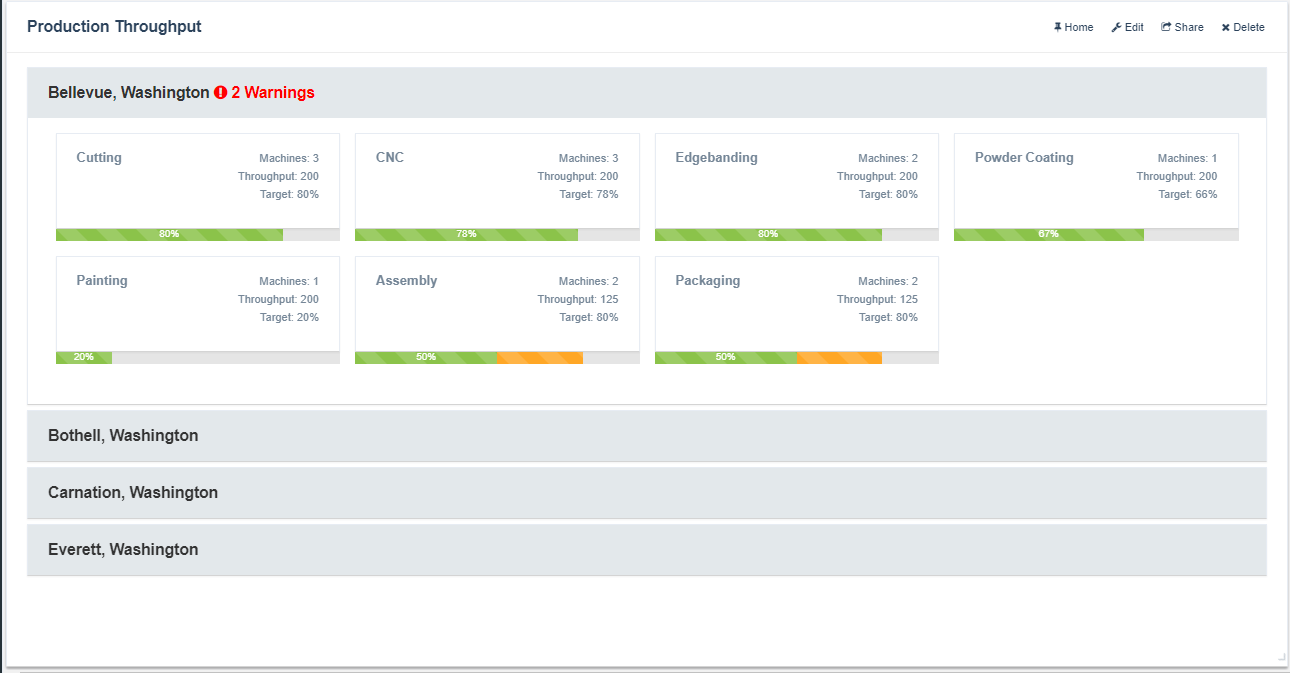 Production Throughput
Home Edit Share Delete
Bellevue, Washington 2 Warnings
Cutting
Machines: 3
Throughput: 200
Target: 80%
80%
CNC
Machines: 3
Throughput: 200
Target: 78%
78%
Edgebanding
Machines: 2
Throughput: 200
Target: 80%
80%
Powder Coating
Machines: 1
Throughput: 200
Target: 66%
67%
Painting
Machines: 1
Throughput: 200
Target: 20%
20%
Assembly
Machines: 2
Throughput: 125
Target: 80%
50%
Packaging
Machines: 2
Throughput: 125
Target: 80%
50%
Bothell, Washington
Carnation, Washington
Everett, Washington